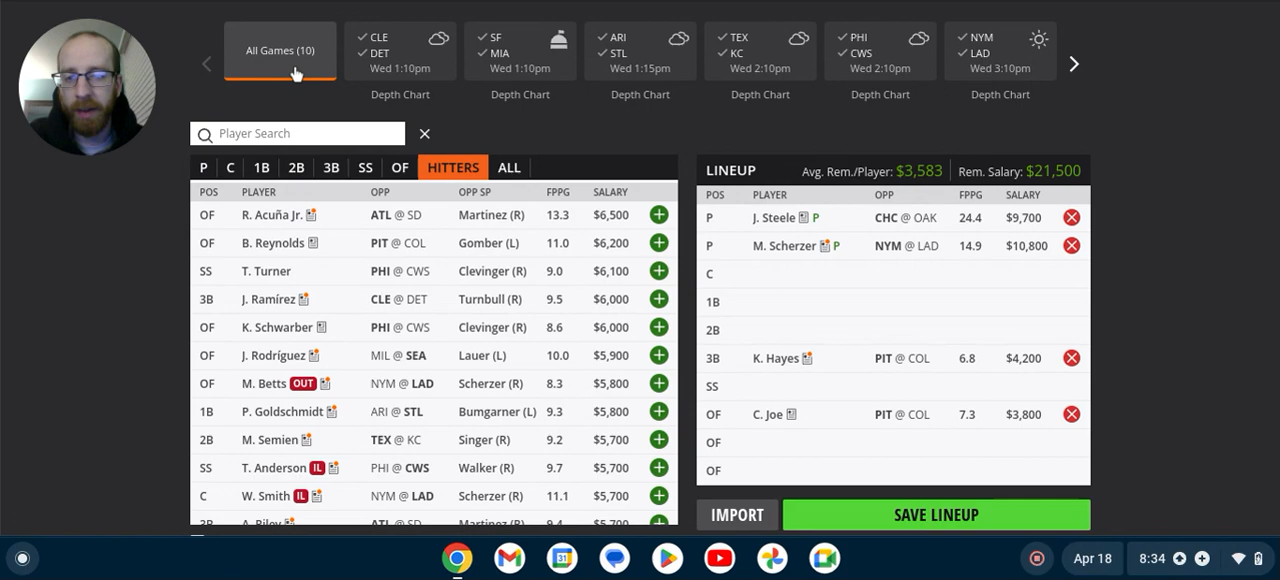 All Games (10)
CLE
DET
Wed 1:10pm
SF
MIA
Wed 1:10pm
ARI
STL
Wed 1:15pm
TEX
KC
Wed 2:10pm
PHI
CWS
Wed 2:10pm
NYM
LAD
Wed 3:10pm
Depth Chart Depth Chart Depth Chart Depth Chart Depth Chart Depth Chart
Player Search
P C 1B 2B 3B SS OF HITTERS ALL
POS PLAYER OPP OPP SP FPPG SALARY
OF R. Acuña Jr. ATL @ SD Martinez (R) 13.3 $6,500
OF B. Reynolds PIT @ COL Gomber (L) 11.0 $6,200
SS T. Turner PHI @ CWS Clevinger (R) 9.0 $6,100
3B J. Ramírez CLE @ DET Turnbull (R) 9.5 $6,000
OF K. Schwarber PHI @ CWS Clevinger (R) 8.6 $6,000
OF J. Rodríguez MIL @ SEA Lauer (L) 10.0 $5,900
OF M. Betts OUT NYM @ LAD Scherzer (R) 8.3 $5,800
1B P. Goldschmidt ARI @ STL Bumgarner (L) 9.3 $5,800
2B M. Semien TEX @ KC Singer (R) 9.2 $5,700
SS T. Anderson IL PHI @ CWS Walker (R) 9.7 $5,700
C W. Smith IL NYM @ LAD Scherzer (R) 11.1 $5,700
3B A. Riley ATL @ SD Martinez (R) 9.4 $5,700
LINEUP Avg. Rem./Player: $3,583 Rem. Salary: $21,500
POS PLAYER OPP FPPG SALARY
P J. Steele P CHC @ OAK 24.4 $9,700
P M. Scherzer P NYM @ LAD 14.9 $10,800
C
1B
2B
3B K. Hayes PIT @ COL 6.8 $4,200
SS
OF C. Joe PIT @ COL 7.3 $3,800
OF
OF
IMPORT SAVE LINEUP
31
Apr 18 8:34